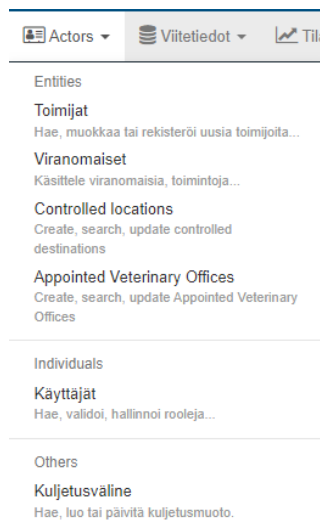 Actors Viitetiedot
Entities
Toimijat
Hae, muokkaa tai rekisteröi uusia toimijoita...
Viranomaiset
Käsittele viranomaisia, toimintoja...
Controlled locations
Create, search, update controlled
destinations
Appointed Veterinary Offices
Create, search, update Appointed Veterinary
Offices
Individuals
Käyttäjät
Hae, validoi, hallinnoi rooleja...
Others
Kuljetusväline
Hae, luo tai päivitä kuljetusmuoto.